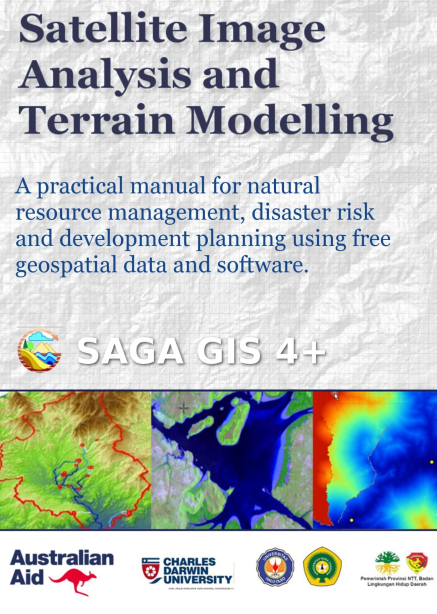 Satellite Image
Analysis and
Terrain Modelling
A practical manual for natural
resource management, disaster risk
and development planning using free
geospatial data and software.
SAGA GIS 4+
Australian
Aid
CHARLES
DARWIN
UNIVERSITY
Pemerintah Provinsi NTT, Badan
Lingkungan Hidup Daerah